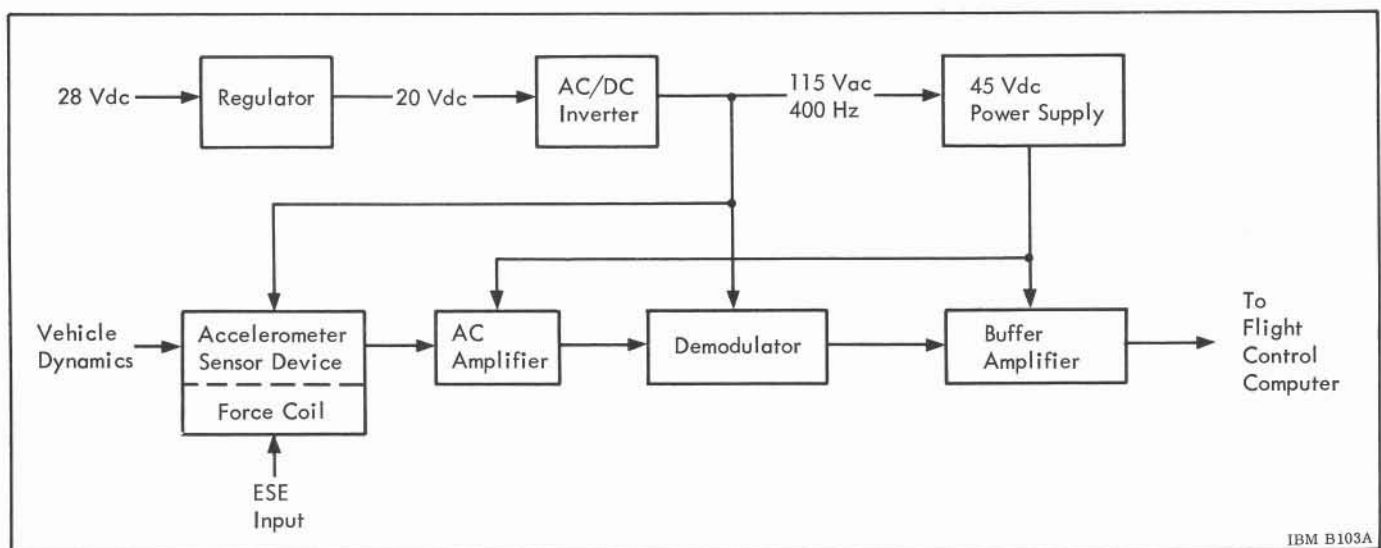 28 Vdc
Regulator
20 Vdc
AC/DC
Inverter
115 Vac
400 Hz
45 Vdc
Power Supply
Vehicle
Dynamics
Accelerometer
Sensor Device
Force Coil
AC
Amplifier
Demodulator
Buffer
Amplifier
To
Flight
Control
Computer
ESE
Input
IBM B103A